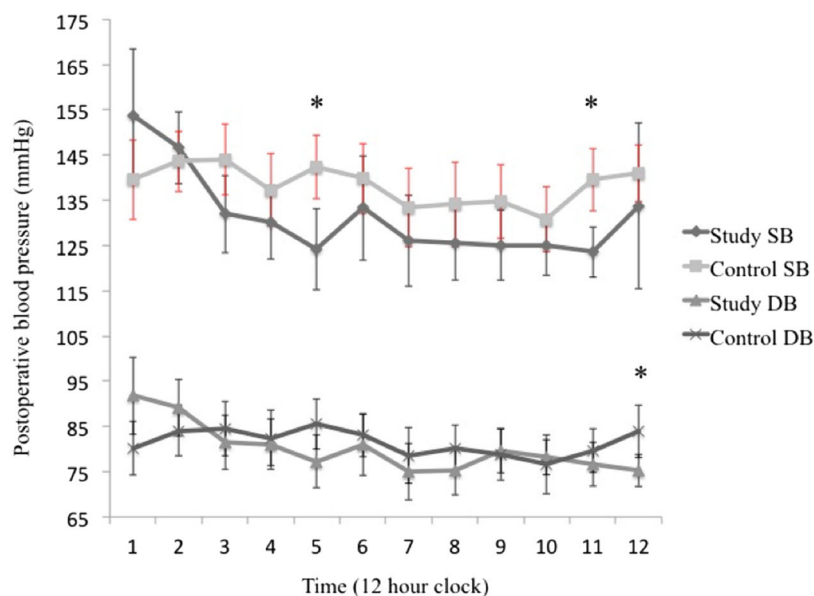 175
165
155
145
135
125
115
105
95
85
75
65
Postoperative blood pressure (mmHg)
*
*
*
Study SB
Control SB
Study DB
Control DB
1 2 3 4 5 6 7 8 9 10 11 12
Time (12 hour clock)